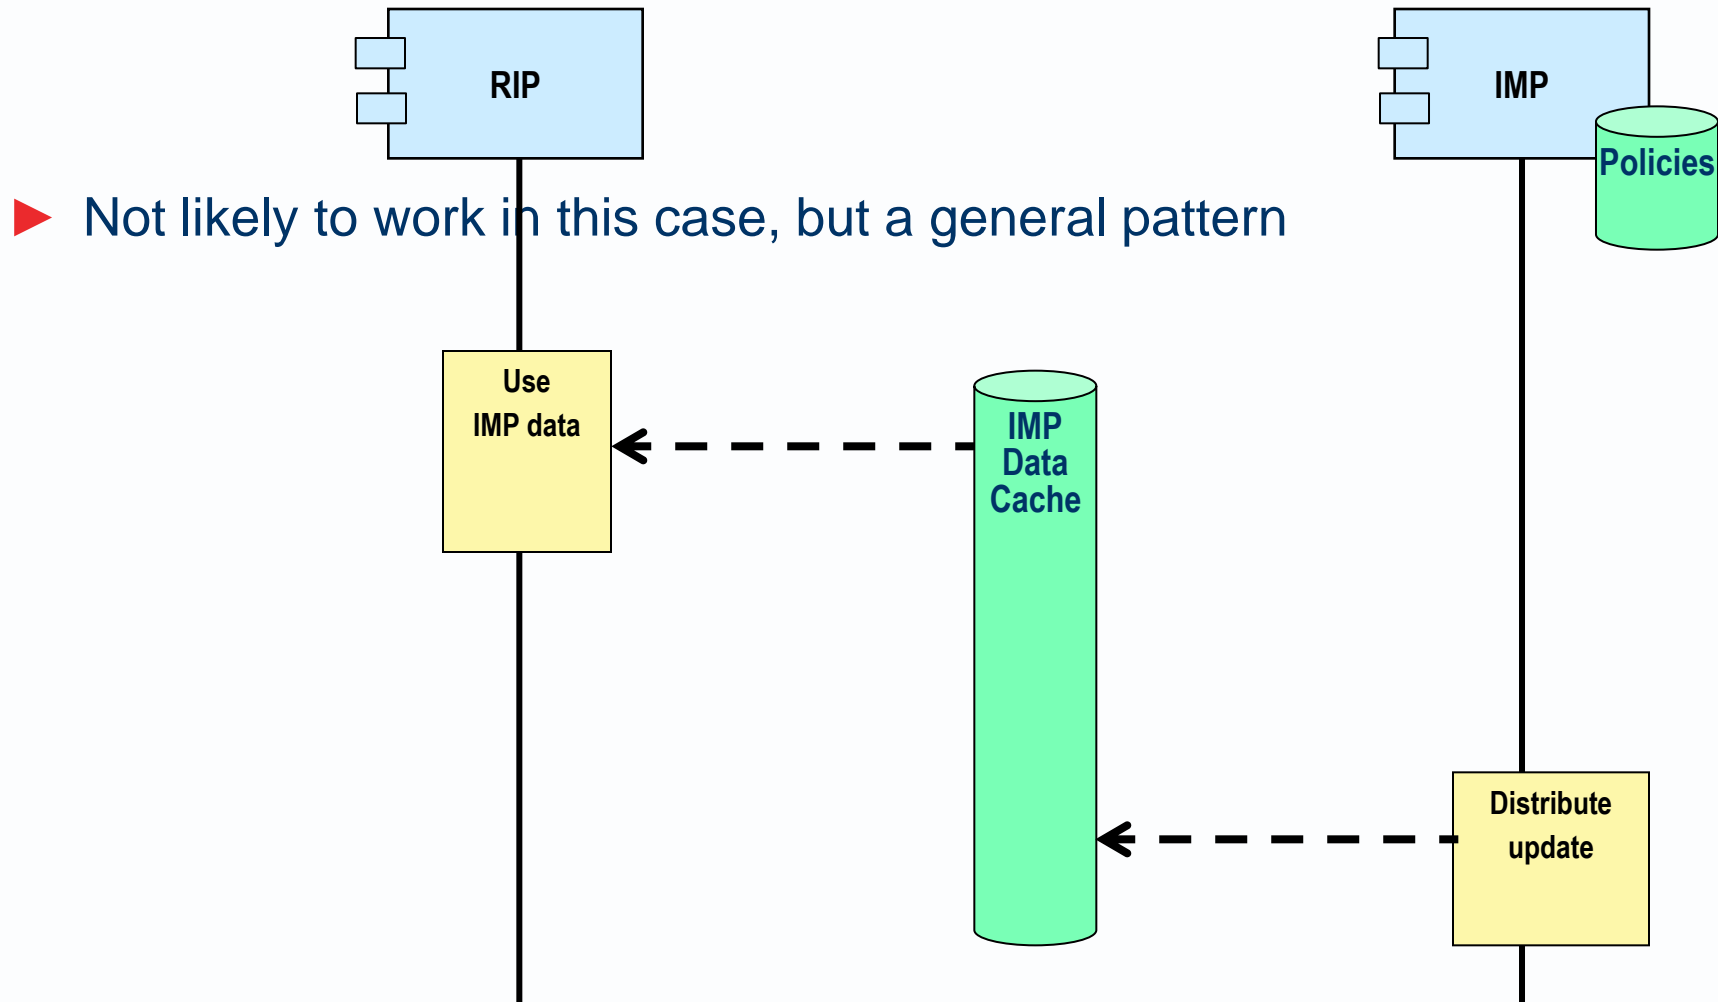 RIP
IMP
Policies
Not likely to work in this case, but a general pattern
Use
IMP data
IMP
Data
Cache
Distribute
update